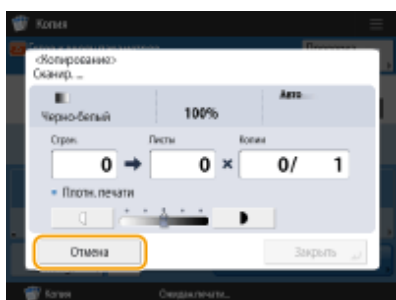 Копия
<Копирование>
Сканир. ...
Черно-белый
100%
Авто
Стран.
Листы
Копии
0
0
×
0/ 1
Плотн. печати
Отмена
Закрыть
Копия
Ожидан.печати...